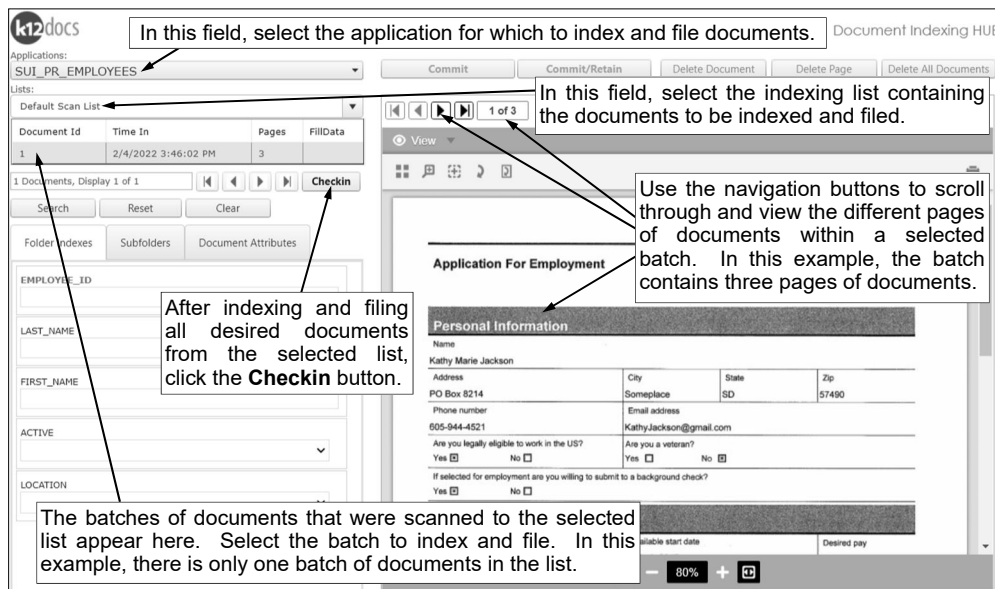 k12docs
In this field, select the application for which to index and file documents.
Document Indexing HUB
Applications:
SUI_PR_EMPLOYEES
Commit
Commit/Retain
Delete Document
Delete Page
Delete All Documents
Lists:
Default Scan List
In this field, select the indexing list containing
the documents to be indexed and filed.
1 of 3
Document Id Time In Pages FillData
1 2/4/2022 3:46:02 PM 3
View
1 Documents, Display 1 of 1
Checkin
Search
Reset
Clear
Use the navigation buttons to scroll
through and view the different pages
of documents within a selected
batch. In this example, the batch
contains three pages of documents.
Folder Indexes
Subfolders
Document Attributes
EMPLOYEE_ID
LAST_NAME
FIRST_NAME
ACTIVE
LOCATION
After indexing and filing
all desired documents
from the selected list,
click the Checkin button.
Application For Employment
Personal Information
Name
Kathy Marie Jackson
Address City State Zip
PO Box 8214 Someplace SD 57490
Phone number Email address
605-944-4521 KathyJackson@gmail.com
Are you legally eligible to work in the US? Are you a veteran?
Yes No Yes No
If selected for employment are you willing to submit to a background check?
Yes No
The batches of documents that were scanned to the selected
list appear here. Select the batch to index and file. In this
example, there is only one batch of documents in the list.
start date Desired pay
80%